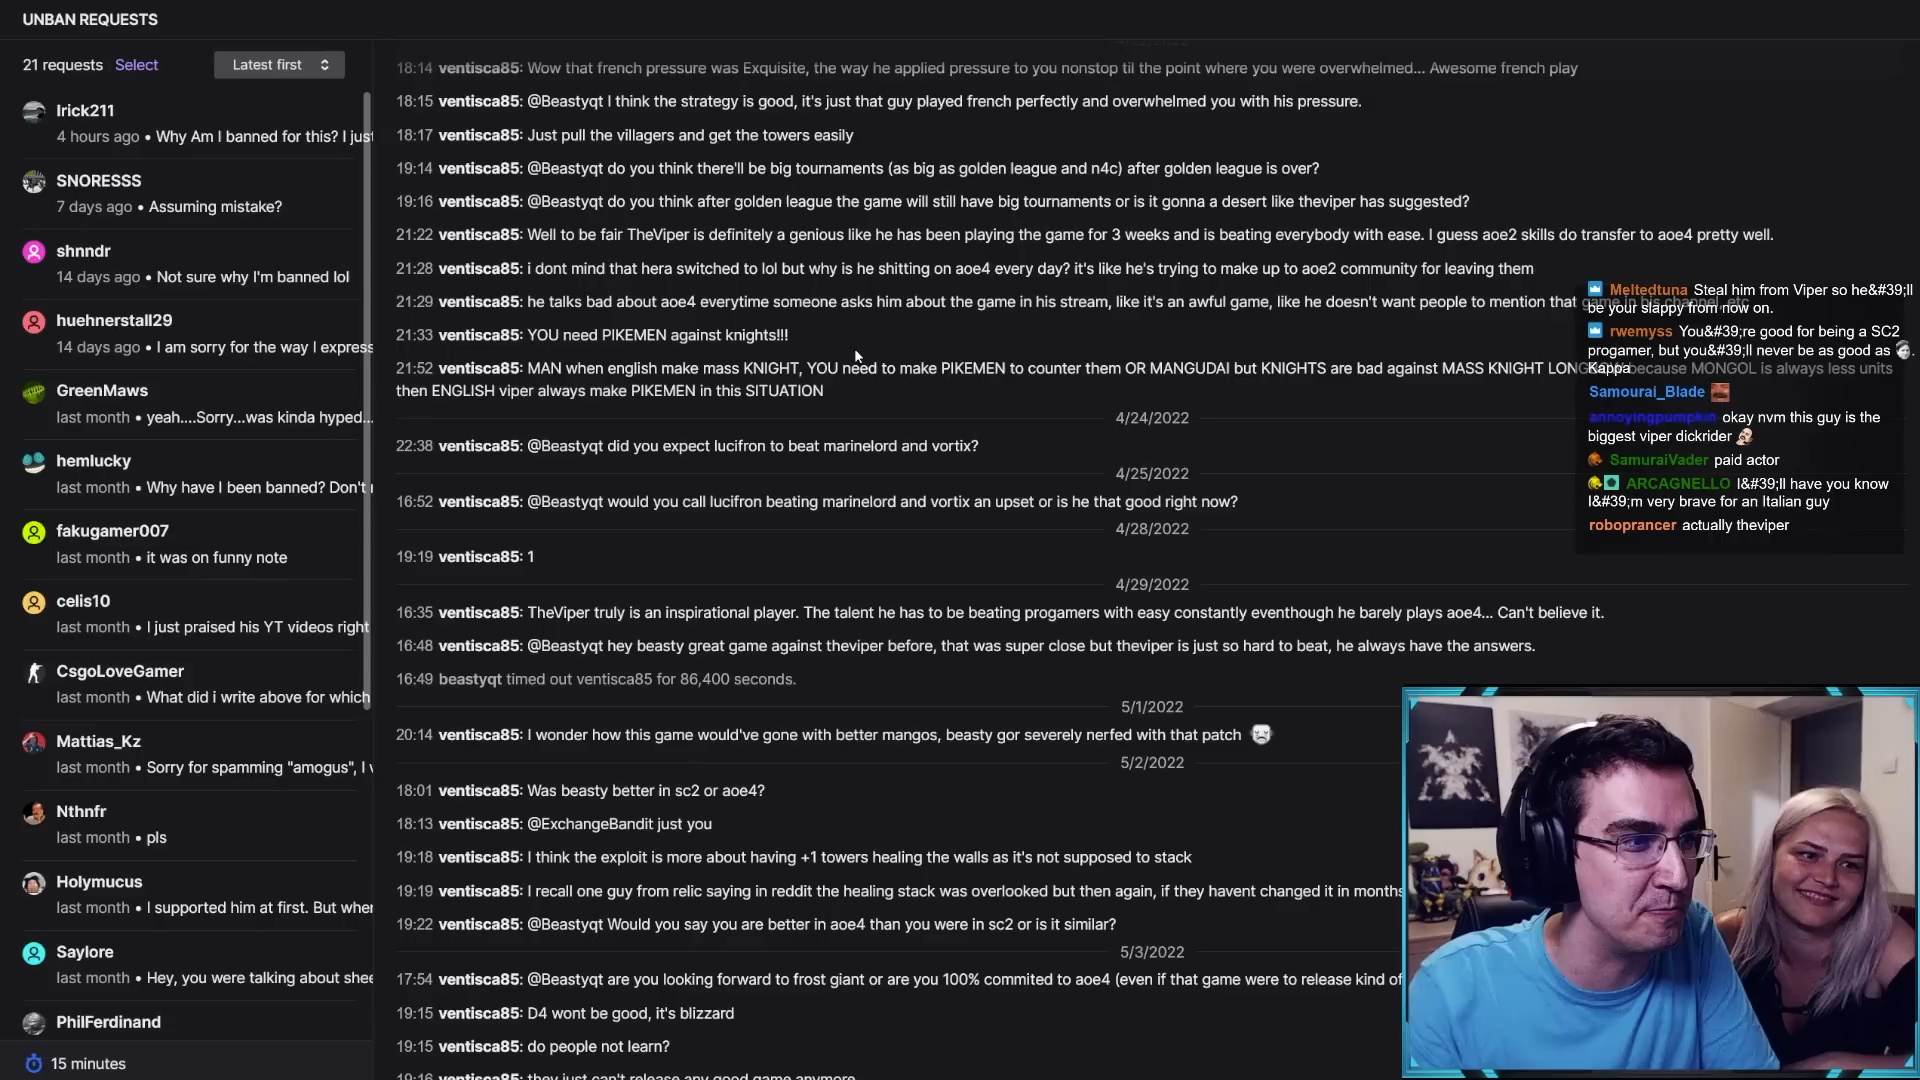 UNBAN REQUESTS
21 requests Select Latest first
Irick211
4 hours ago • Why Am I banned for this? I just
SNORESSS
7 days ago • Assuming mistake?
shnndr
14 days ago • Not sure why I'm banned lol
huehnerstall29
14 days ago • I am sorry for the way I express
GreenMaws
last month • yeah....Sorry...was kinda hyped...
hemlucky
last month • Why have I been banned? Don't
fakugamer007
last month • it was on funny note
celis10
last month • I just praised his YT videos right
CsgoLoveGamer
last month • What did i write above for which
Mattias_Kz
last month • Sorry for spamming "amogus", I
Nthnfr
last month • pls
Holymucus
last month • I supported him at first. But when
Saylore
last month • Hey, you were talking about shee
PhilFerdinand
15 minutes
18:14 ventisca85: Wow that french pressure was Exquisite, the way he applied pressure to you nonstop til the point where you were overwhelmed... Awesome french play
18:15 ventisca85: @Beastyqt I think the strategy is good, it's just that guy played french perfectly and overwhelmed you with his pressure.
18:17 ventisca85: Just pull the villagers and get the towers easily
19:14 ventisca85: @Beastyqt do you think there'll be big tournaments (as big as golden league and n4c) after golden league is over?
19:16 ventisca85: @Beastyqt do you think after golden league the game will still have big tournaments or is it gonna a desert like theviper has suggested?
21:22 ventisca85: Well to be fair TheViper is definitely a genious like he has been playing the game for 3 weeks and is beating everybody with ease. I guess aoe2 skills do transfer to aoe4 pretty well.
21:28 ventisca85: i dont mind that hera switched to lol but why is he shitting on aoe4 every day? it's like he's trying to make up to aoe2 community for leaving them
21:29 ventisca85: he talks bad about aoe4 everytime someone asks him about the game in his stream, like it's an awful game, like he doesn't want people to mention that game in his channel, etc
21:33 ventisca85: YOU need PIKEMEN against knights!!!
21:52 ventisca85: MAN when english make mass KNIGHT, YOU need to make PIKEMEN to counter them OR MANGUDAI but KNIGHTS are bad against MASS KNIGHT because MONGOL is always less units
then ENGLISH viper always make PIKEMEN in this SITUATION
4/24/2022
22:38 ventisca85: @Beastyqt did you expect lucifron to beat marinelord and vortix?
4/25/2022
16:52 ventisca85: @Beastyqt would you call lucifron beating marinelord and vortix an upset or is he that good right now?
4/28/2022
19:19 ventisca85: 1
4/29/2022
16:35 ventisca85: TheViper truly is an inspirational player. The talent he has to be beating progamers with easy constantly eventhough he barely plays aoe4... Can't believe it.
16:48 ventisca85: @Beastyqt hey beasty great game against theviper before, that was super close but theviper is just so hard to beat, he always have the answers.
16:49 beastyqt timed out ventisca85 for 86,400 seconds.
5/1/2022
20:14 ventisca85: I wonder how this game would've gone with better mangos, beasty gor severely nerfed with that patch
5/2/2022
18:01 ventisca85: Was beasty better in sc2 or aoe4?
18:13 ventisca85: @ExchangeBandit just you
19:18 ventisca85: I think the exploit is more about having +1 towers healing the walls as it's not supposed to stack
19:19 ventisca85: I recall one guy from relic saying in reddit the healing stack was overlooked but then again, if they havent changed it in months
19:22 ventisca85: @Beastyqt Would you say you are better in aoe4 than you were in sc2 or is it similar?
5/3/2022
17:54 ventisca85: @Beastyqt are you looking forward to frost giant or are you 100% commited to aoe4 (even if that game were to release kind of
19:15 ventisca85: D4 wont be good, it's blizzard
19:15 ventisca85: do people not learn?
19:16 ventisca85: they just can't release any good game anymore
Meltedtuna Steal him from Viper so he&#39;ll
be your slappy from now on.
rwemyss You&#39;re good for being a SC2
progamer, but you&#39;ll never be as good as
Kappa
Samourai_Blade
annoyingpumpkin okay nvm this guy is the
biggest viper dickrider
SamuraiVader paid actor
ARCAGNELLO I&#39;ll have you know
I&#39;m very brave for an Italian guy
roboprancer actually theviper